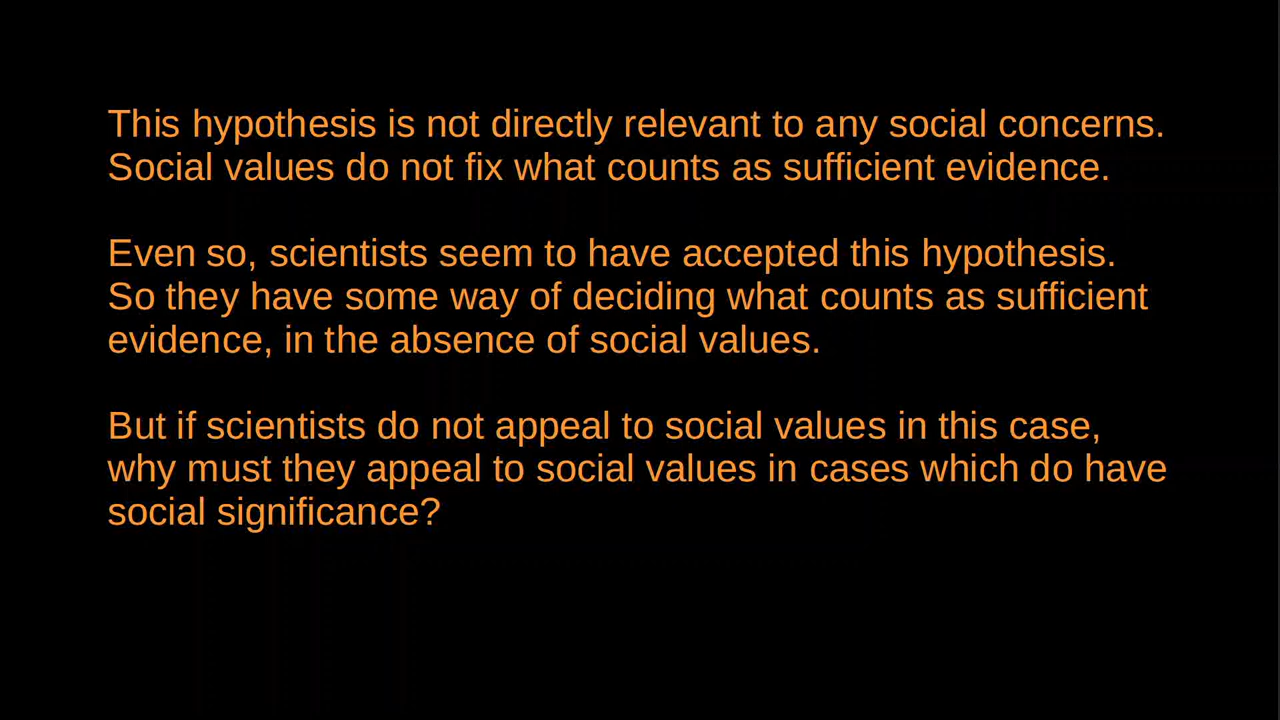 This hypothesis is not directly relevant to any social concerns.
Social values do not fix what counts as sufficient evidence.
Even so, scientists seem to have accepted this hypothesis.
So they have some way of deciding what counts as sufficient
evidence, in the absence of social values.
But if scientists do not appeal to social values in this case,
why must they appeal to social values in cases which do have
social significance?